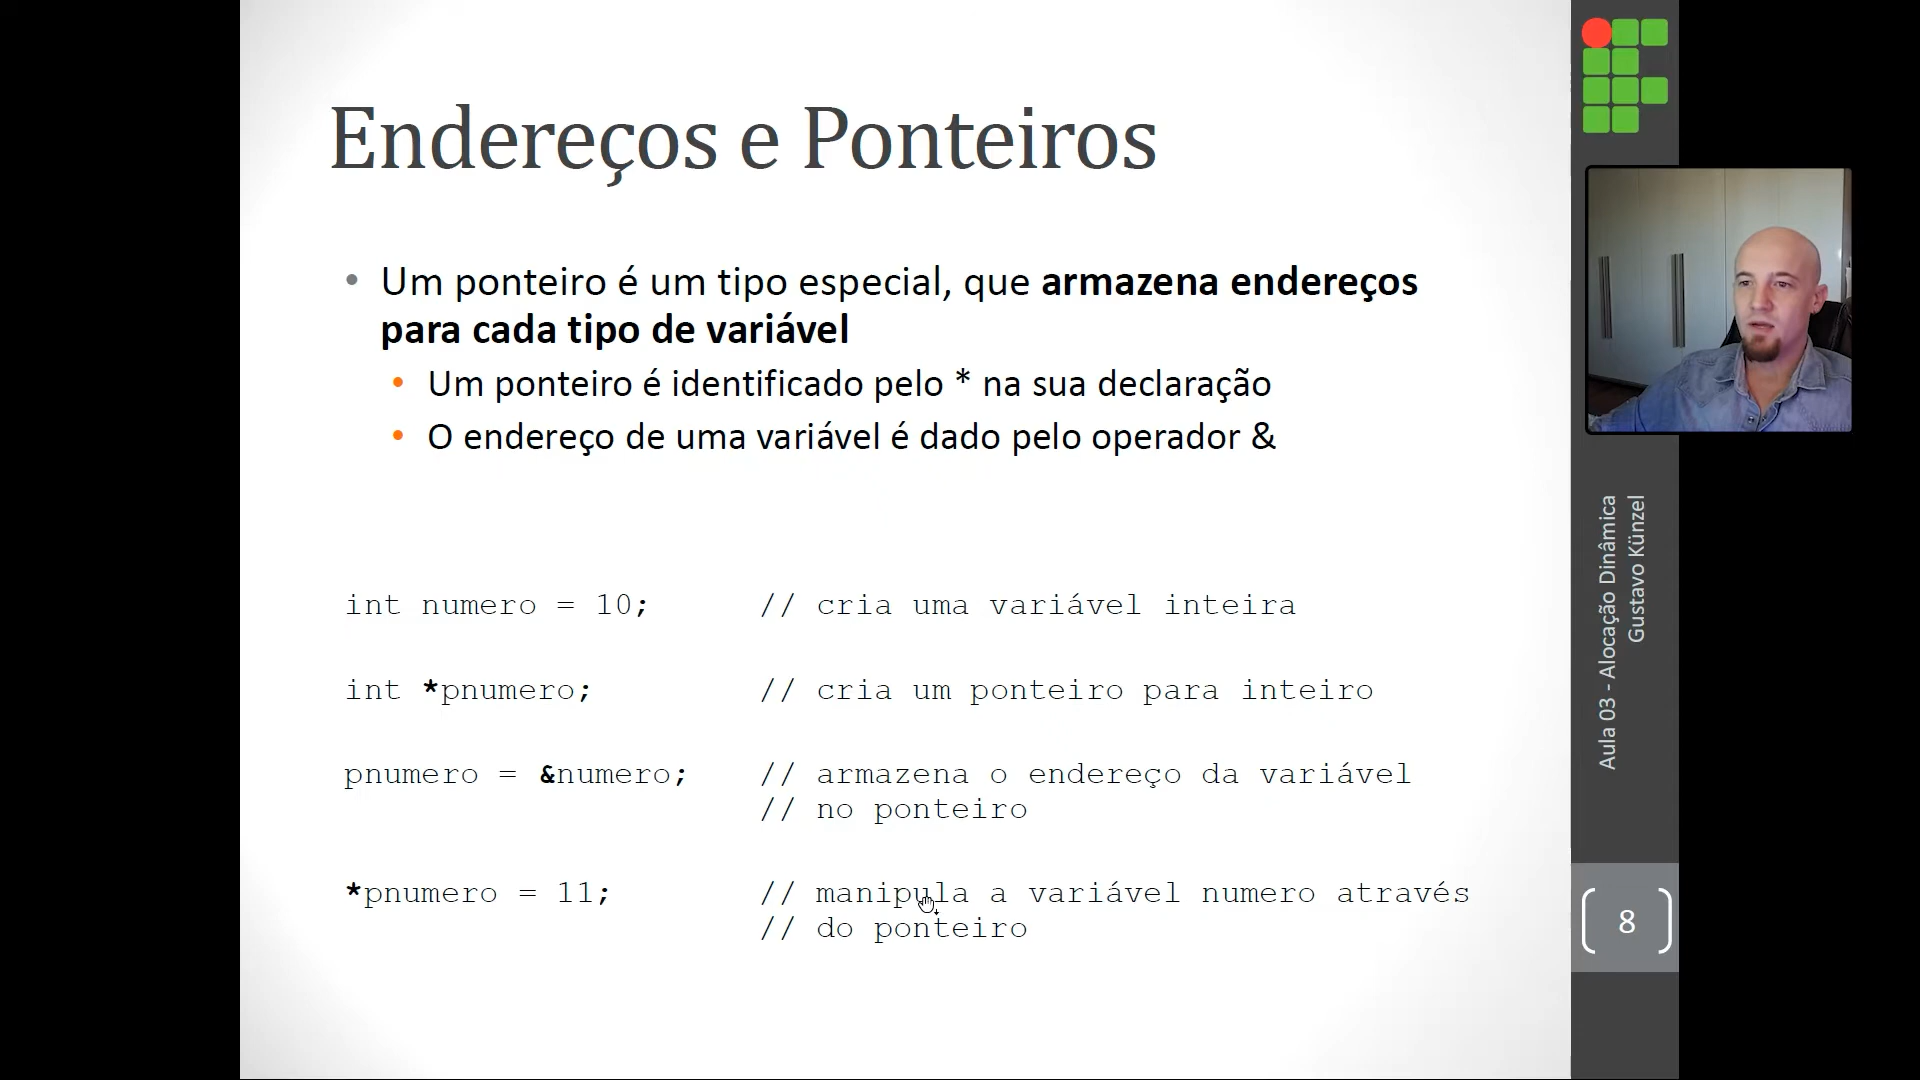 Endereços e Ponteiros
• Um ponteiro é um tipo especial, que armazena endereços
para cada tipo de variável
• Um ponteiro é identificado pelo * na sua declaração
• O endereço de uma variável é dado pelo operador &
int numero = 10; // cria uma variável inteira
int *pnumero; // cria um ponteiro para inteiro
pnumero = &numero; // armazena o endereço da variável
// no ponteiro
*pnumero = 11; // manipula a variável numero através
// do ponteiro
Aula 03 - Alocação Dinâmica
Gustavo Künzel
8